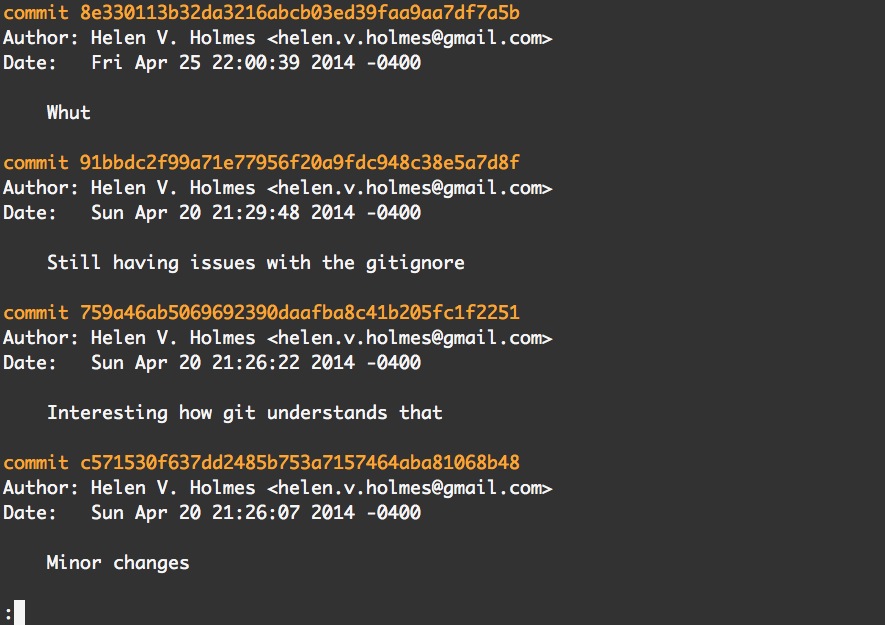 commit 8e330113b32da3216abcb03ed39faa9aa7df7a5b
Author: Helen V. Holmes <helen.v.holmes@gmail.com>
Date:   Fri Apr 25 22:00:39 2014 -0400
Whut
commit 91bbdc2f99a71e77956f20a9fdc948c38e5a7d8f
Author: Helen V. Holmes <helen.v.holmes@gmail.com>
Date:   Sun Apr 20 21:29:48 2014 -0400
Still having issues with the gitignore
commit 759a46ab5069692390daafba8c41b205fc1f2251
Author: Helen V. Holmes <helen.v.holmes@gmail.com>
Date:   Sun Apr 20 21:26:22 2014 -0400
Interesting how git understands that
commit c571530f637dd2485b753a7157464aba81068b48
Author: Helen V. Holmes <helen.v.holmes@gmail.com>
Date:   Sun Apr 20 21:26:07 2014 -0400
Minor changes
: